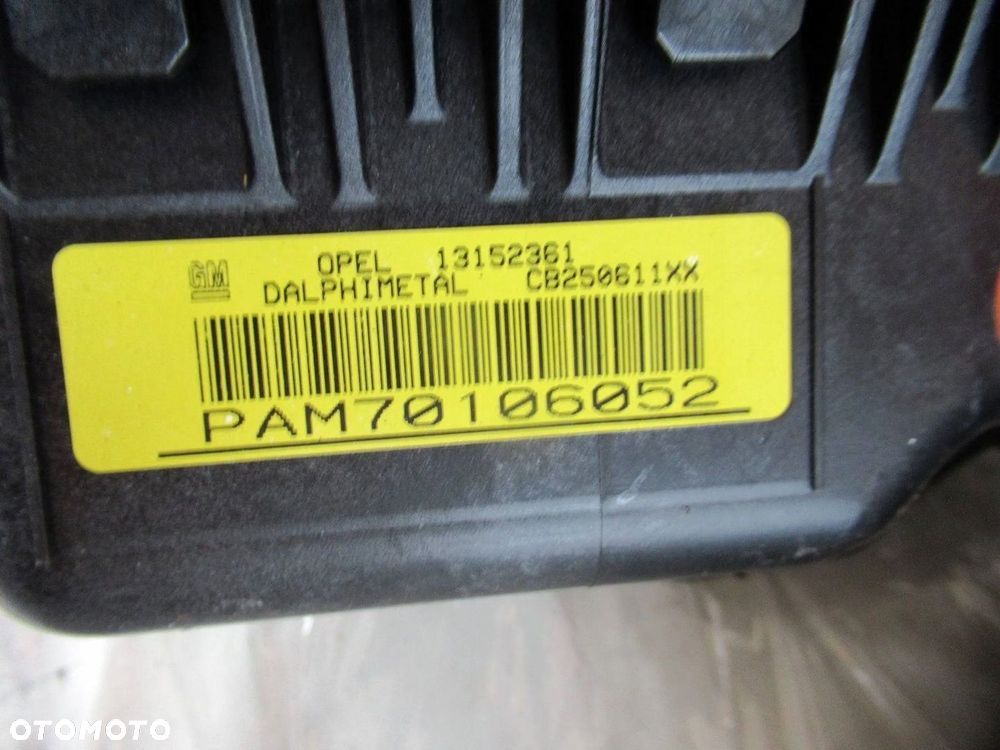 GM OPEL 13152361
DALPHIMETAL CB250611XX
PAM70106052
OTOMOTO